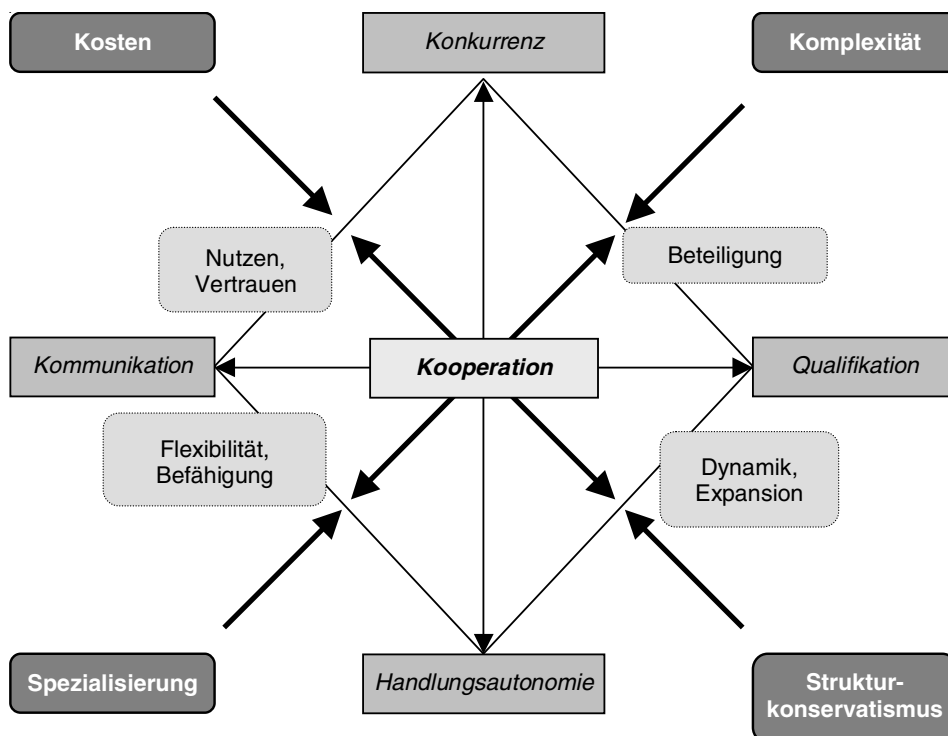 Kosten
Konkurrenz
Komplexität
Nutzen,
Vertrauen
Beteiligung
Kommunikation
Kooperation
Qualifikation
Flexibilität,
Befähigung
Dynamik,
Expansion
Spezialisierung
Handlungsautonomie
Struktur-
konservatismus